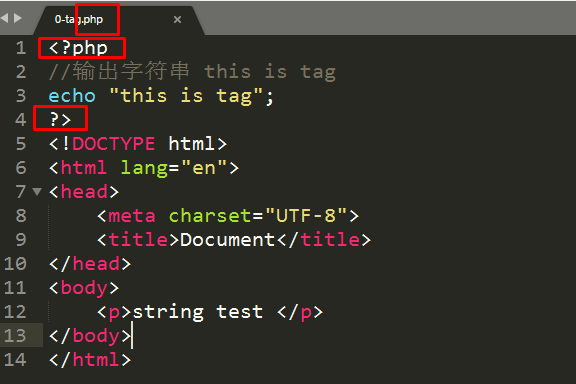 0-tag.php ×
1 <?php
2 //输出字符串 this is tag
3 echo "this is tag";
4 ?>
5 <!DOCTYPE html>
6 <html lang="en">
7 <head>
8     <meta charset="UTF-8">
9     <title>Document</title>
10 </head>
11 <body>
12     <p>string test </p>
13 </body>
14 </html>